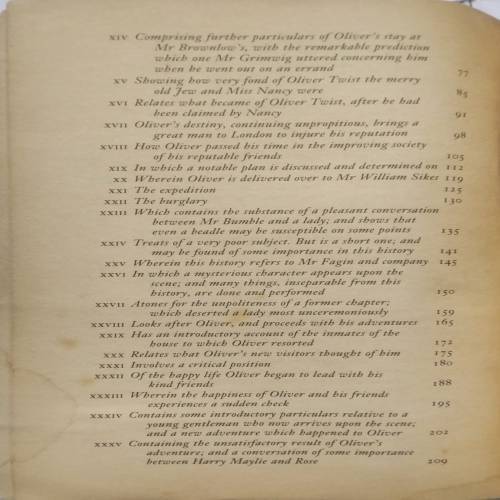 XIV Comprising further particulars of Oliver's stay at
Mr Brownlow's, with the remarkable prediction
which one Mr Grimwig uttered concerning him
when he went out on an errand 77
XV Showing how very fond of Oliver Twist the merry
old Jew and Miss Nancy were 85
XVI Relates what became of Oliver Twist, after he had
been claimed by Nancy 91
XVII Oliver's destiny, continuing unpropitious, brings a
great man to London to injure his reputation 98
XVIII How Oliver passed his time in the improving society
of his reputable friends 105
XIX In which a notable plan is discussed and determined on 112
XX Wherein Oliver is delivered over to Mr William Sikes 119
XXI The expedition 125
XXII The burglary 130
XXIII Which contains the substance of a pleasant conversation
between Mr Bumble and a lady; and shows that
even a beadle may be susceptible on some points 135
XXIV Treats of a very poor subject. But is a short one; and
may be found of some importance in this history 141
XXV Wherein this history refers to Mr Fagin and company 145
XXVI In which a mysterious character appears upon the
scene; and many things, inseparable from this
history, are done and performed 150
XXVII Atones for the unpoliteness of a former chapter;
which deserted a lady most unceremoniously 159
XXVIII Looks after Oliver, and proceeds with his adventures 165
XXIX Has an introductory account of the inmates of the
house to which Oliver resorted 172
XXX Relates what Oliver's new visitors thought of him 175
XXXI Involves a critical position 180
XXXII Of the happy life Oliver began to lead with his
kind friends 188
XXXIII Wherein the happiness of Oliver and his friends
experiences a sudden check 195
XXXIV Contains some introductory particulars relative to a
young gentleman who now arrives upon the scene;
and a new adventure which happened to Oliver 202
XXXV Containing the unsatisfactory result of Oliver's
adventure; and a conversation of some importance
between Harry Maylie and Rose 209